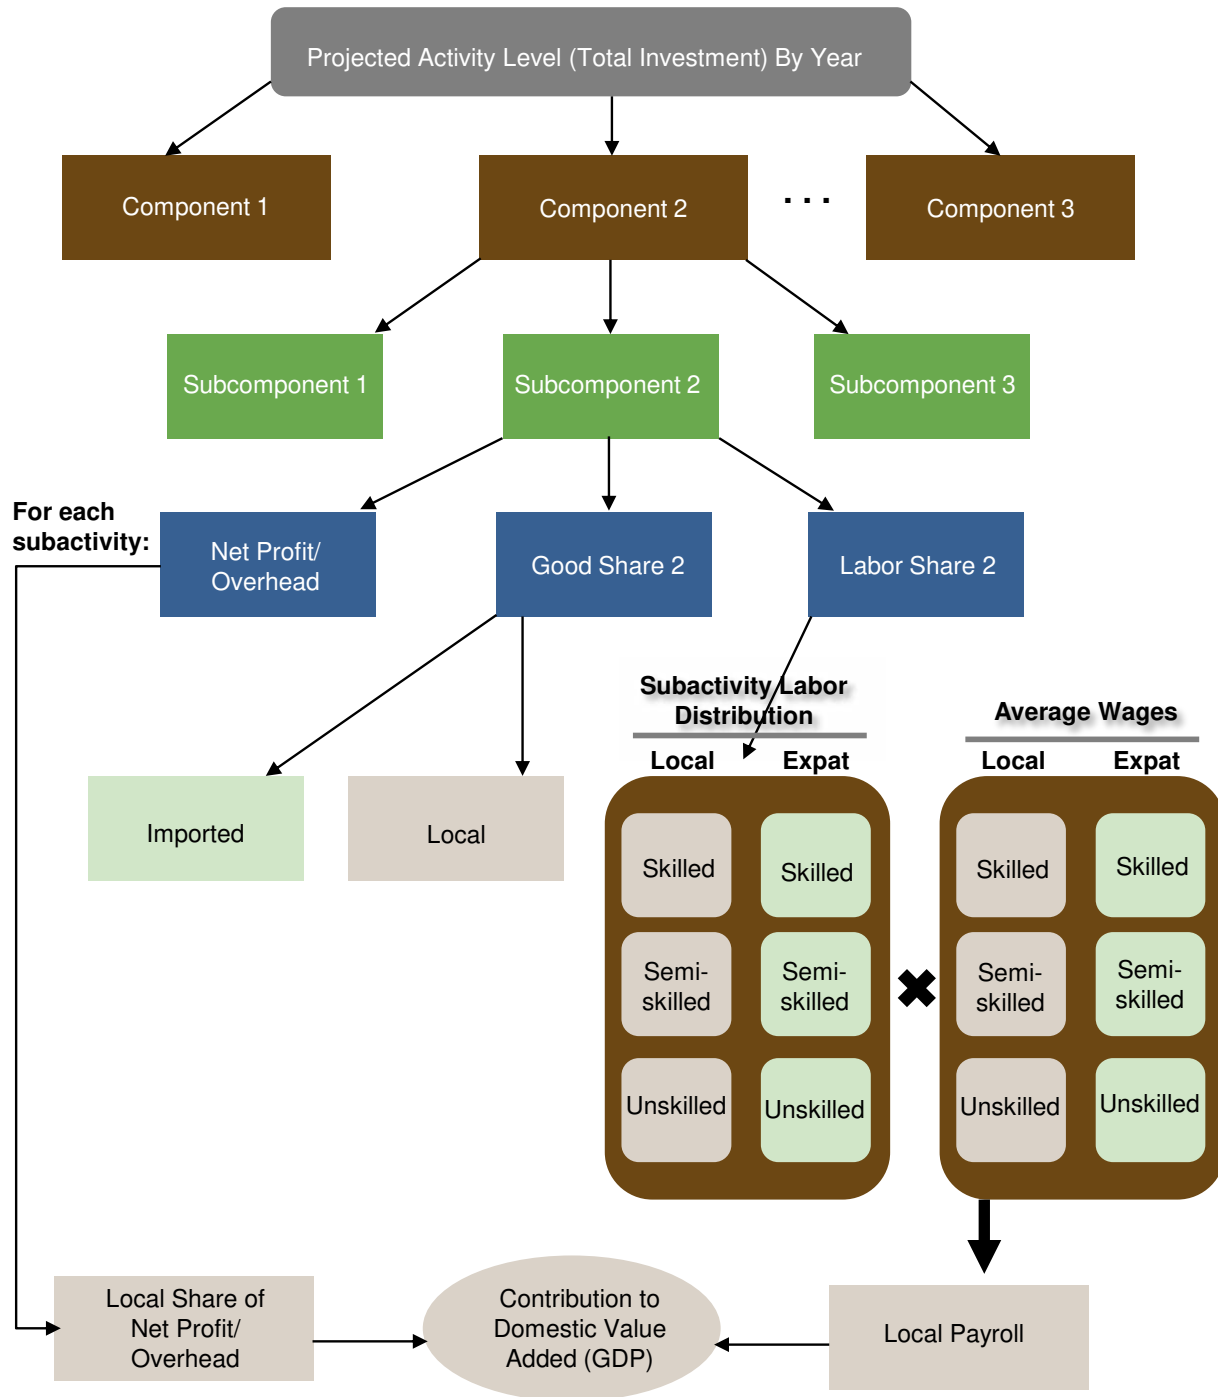 Projected Activity Level (Total Investment) By Year
Component 1
Component 2
. . .
Component 3
Subcomponent 1
Subcomponent 2
Subcomponent 3
For each
subactivity:
Net Profit/
Overhead
Good Share 2
Labor Share 2
Subactivity Labor
Distribution
Average Wages
Local
Expat
Local
Expat
Imported
Local
Skilled
Skilled
Skilled
Skilled
Semi-
skilled
Semi-
skilled
Semi-
skilled
Semi-
skilled
Unskilled
Unskilled
Unskilled
Unskilled
Local Share of
Net Profit/
Overhead
Contribution to
Domestic Value
Added (GDP)
Local Payroll